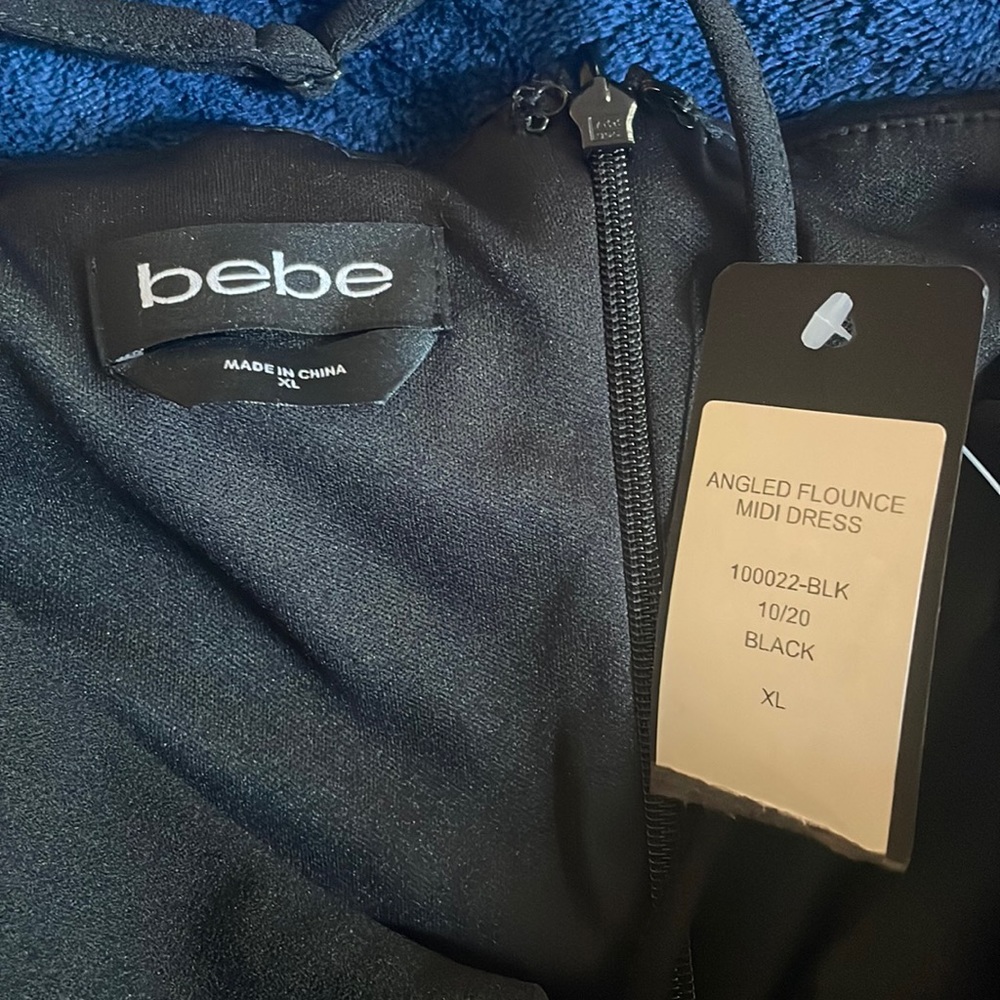 bebe
MADE IN CHINA
XL
ANGLED FLOUNCE
MIDI DRESS
100022-BLK
10/20
BLACK
XL